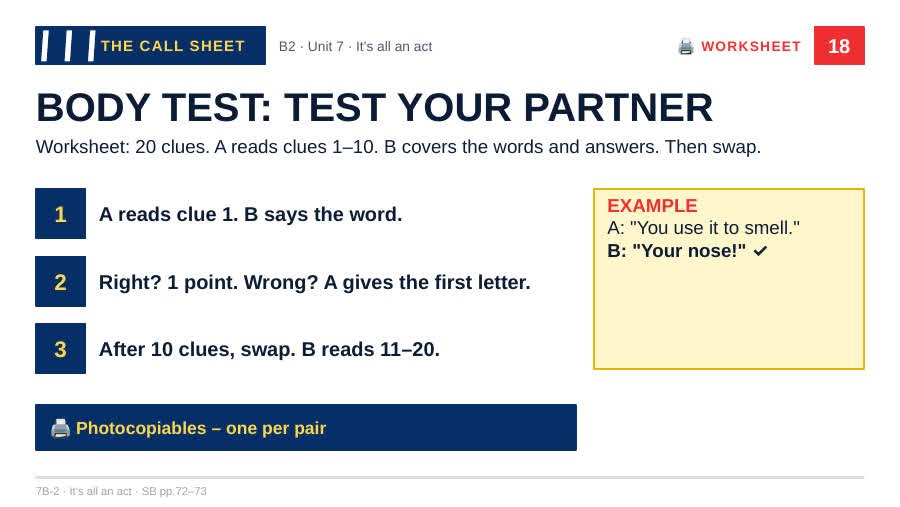 THE CALL SHEET
B2 · Unit 7 · It's all an act
WORKSHEET
18
BODY TEST: TEST YOUR PARTNER
Worksheet: 20 clues. A reads clues 1–10. B covers the words and answers. Then swap.
1 A reads clue 1. B says the word.
2 Right? 1 point. Wrong? A gives the first letter.
3 After 10 clues, swap. B reads 11–20.
EXAMPLE
A: "You use it to smell."
B: "Your nose!" ✓
Photocopiables – one per pair
7B-2 · It's all an act · SB pp.72–73